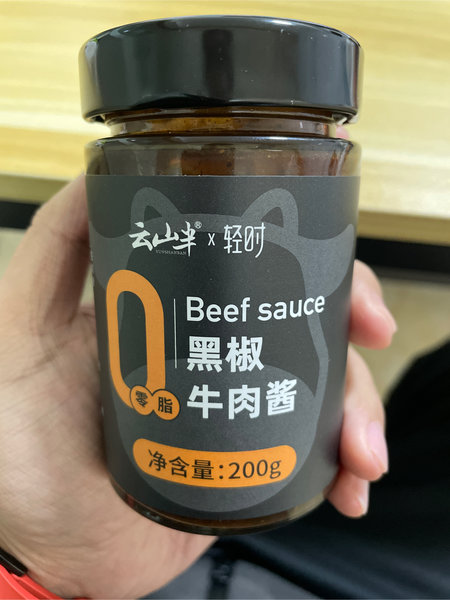 云山半® x 轻时
YUNSHANBAN
Beef sauce
0
零脂
黑椒
牛肉酱
净含量:200g